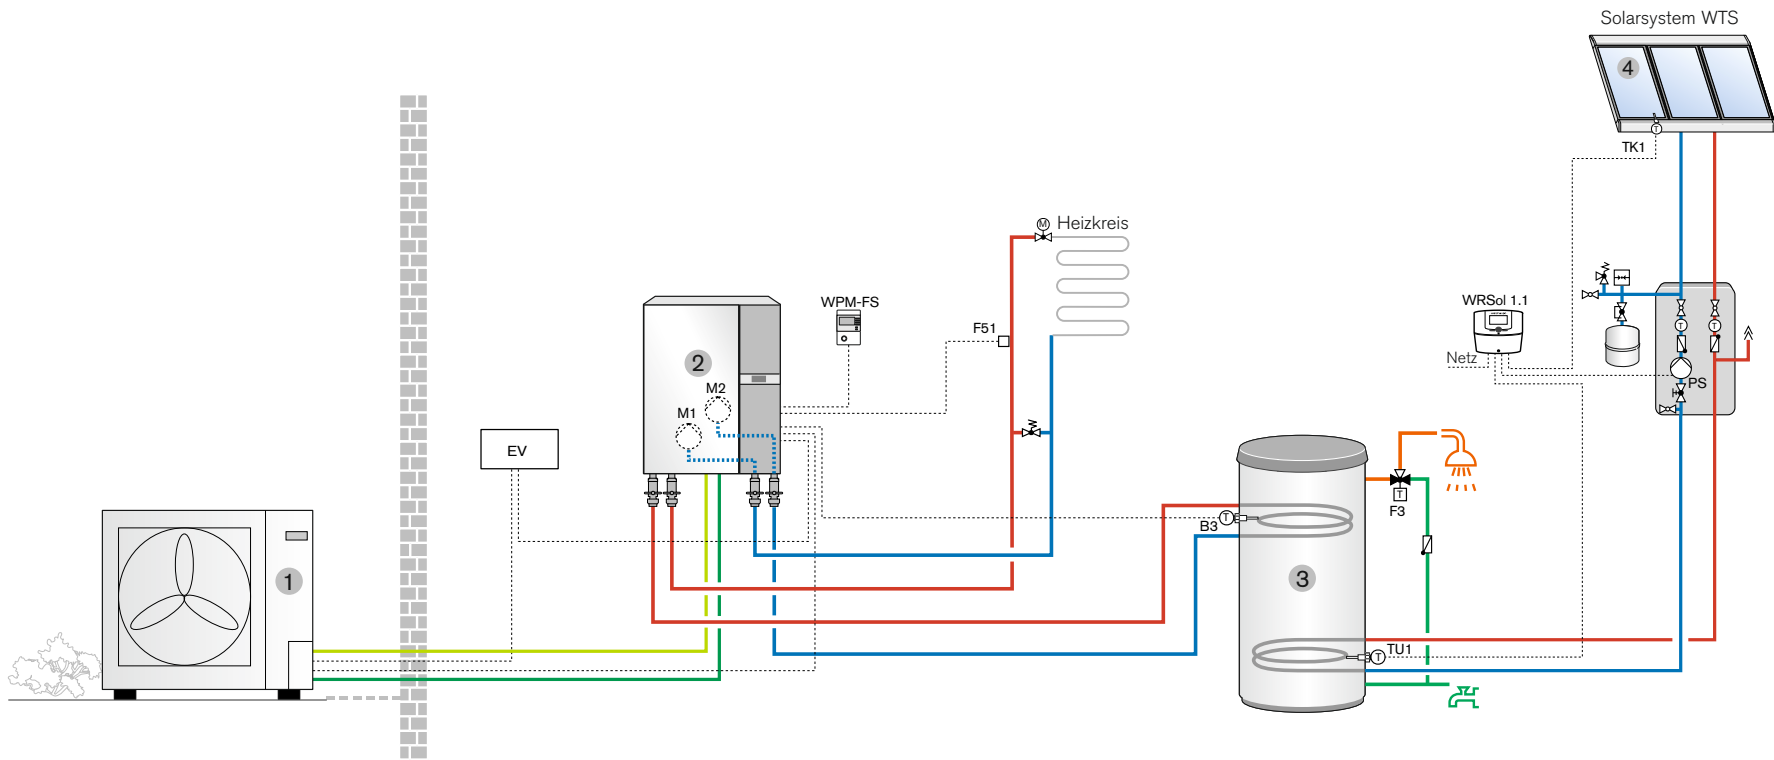 Solarsystem WTS
4
T
TK1
M
Heizkreis
WPM-FS
WRSol 1.1
F51
T
T
2
Netz
M2
PS
M1
EV
T
F3
B3
T
1
3
TU1
T